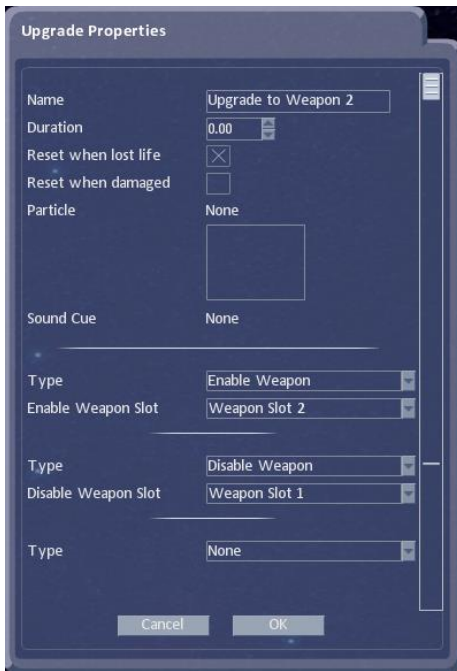 Upgrade Properties
Name Upgrade to Weapon 2
Duration 0.00
Reset when lost life
Reset when damaged
Particle None
Sound Cue None
Type Enable Weapon
Enable Weapon Slot Weapon Slot 2
Type Disable Weapon
Disable Weapon Slot Weapon Slot 1
Type None
Cancel OK